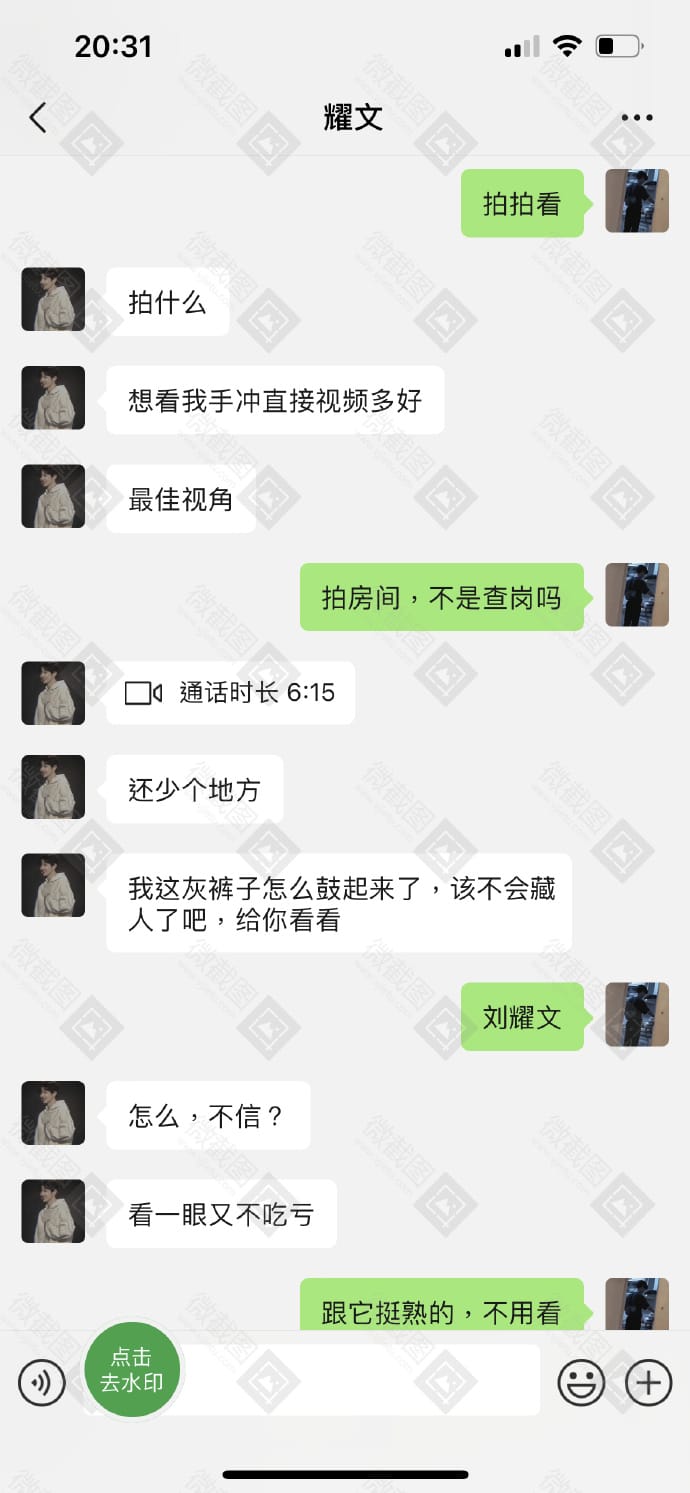 20:31
耀文
拍拍看
拍什么
想看我手冲直接视频多好
最佳视角
拍房间，不是查岗吗
通话时长 6:15
还少个地方
我这灰裤子怎么鼓起来了，该不会藏
人了吧，给你看看
刘耀文
怎么，不信？
看一眼又不吃亏
跟它挺熟的，不用看
点击
去水印
微截图